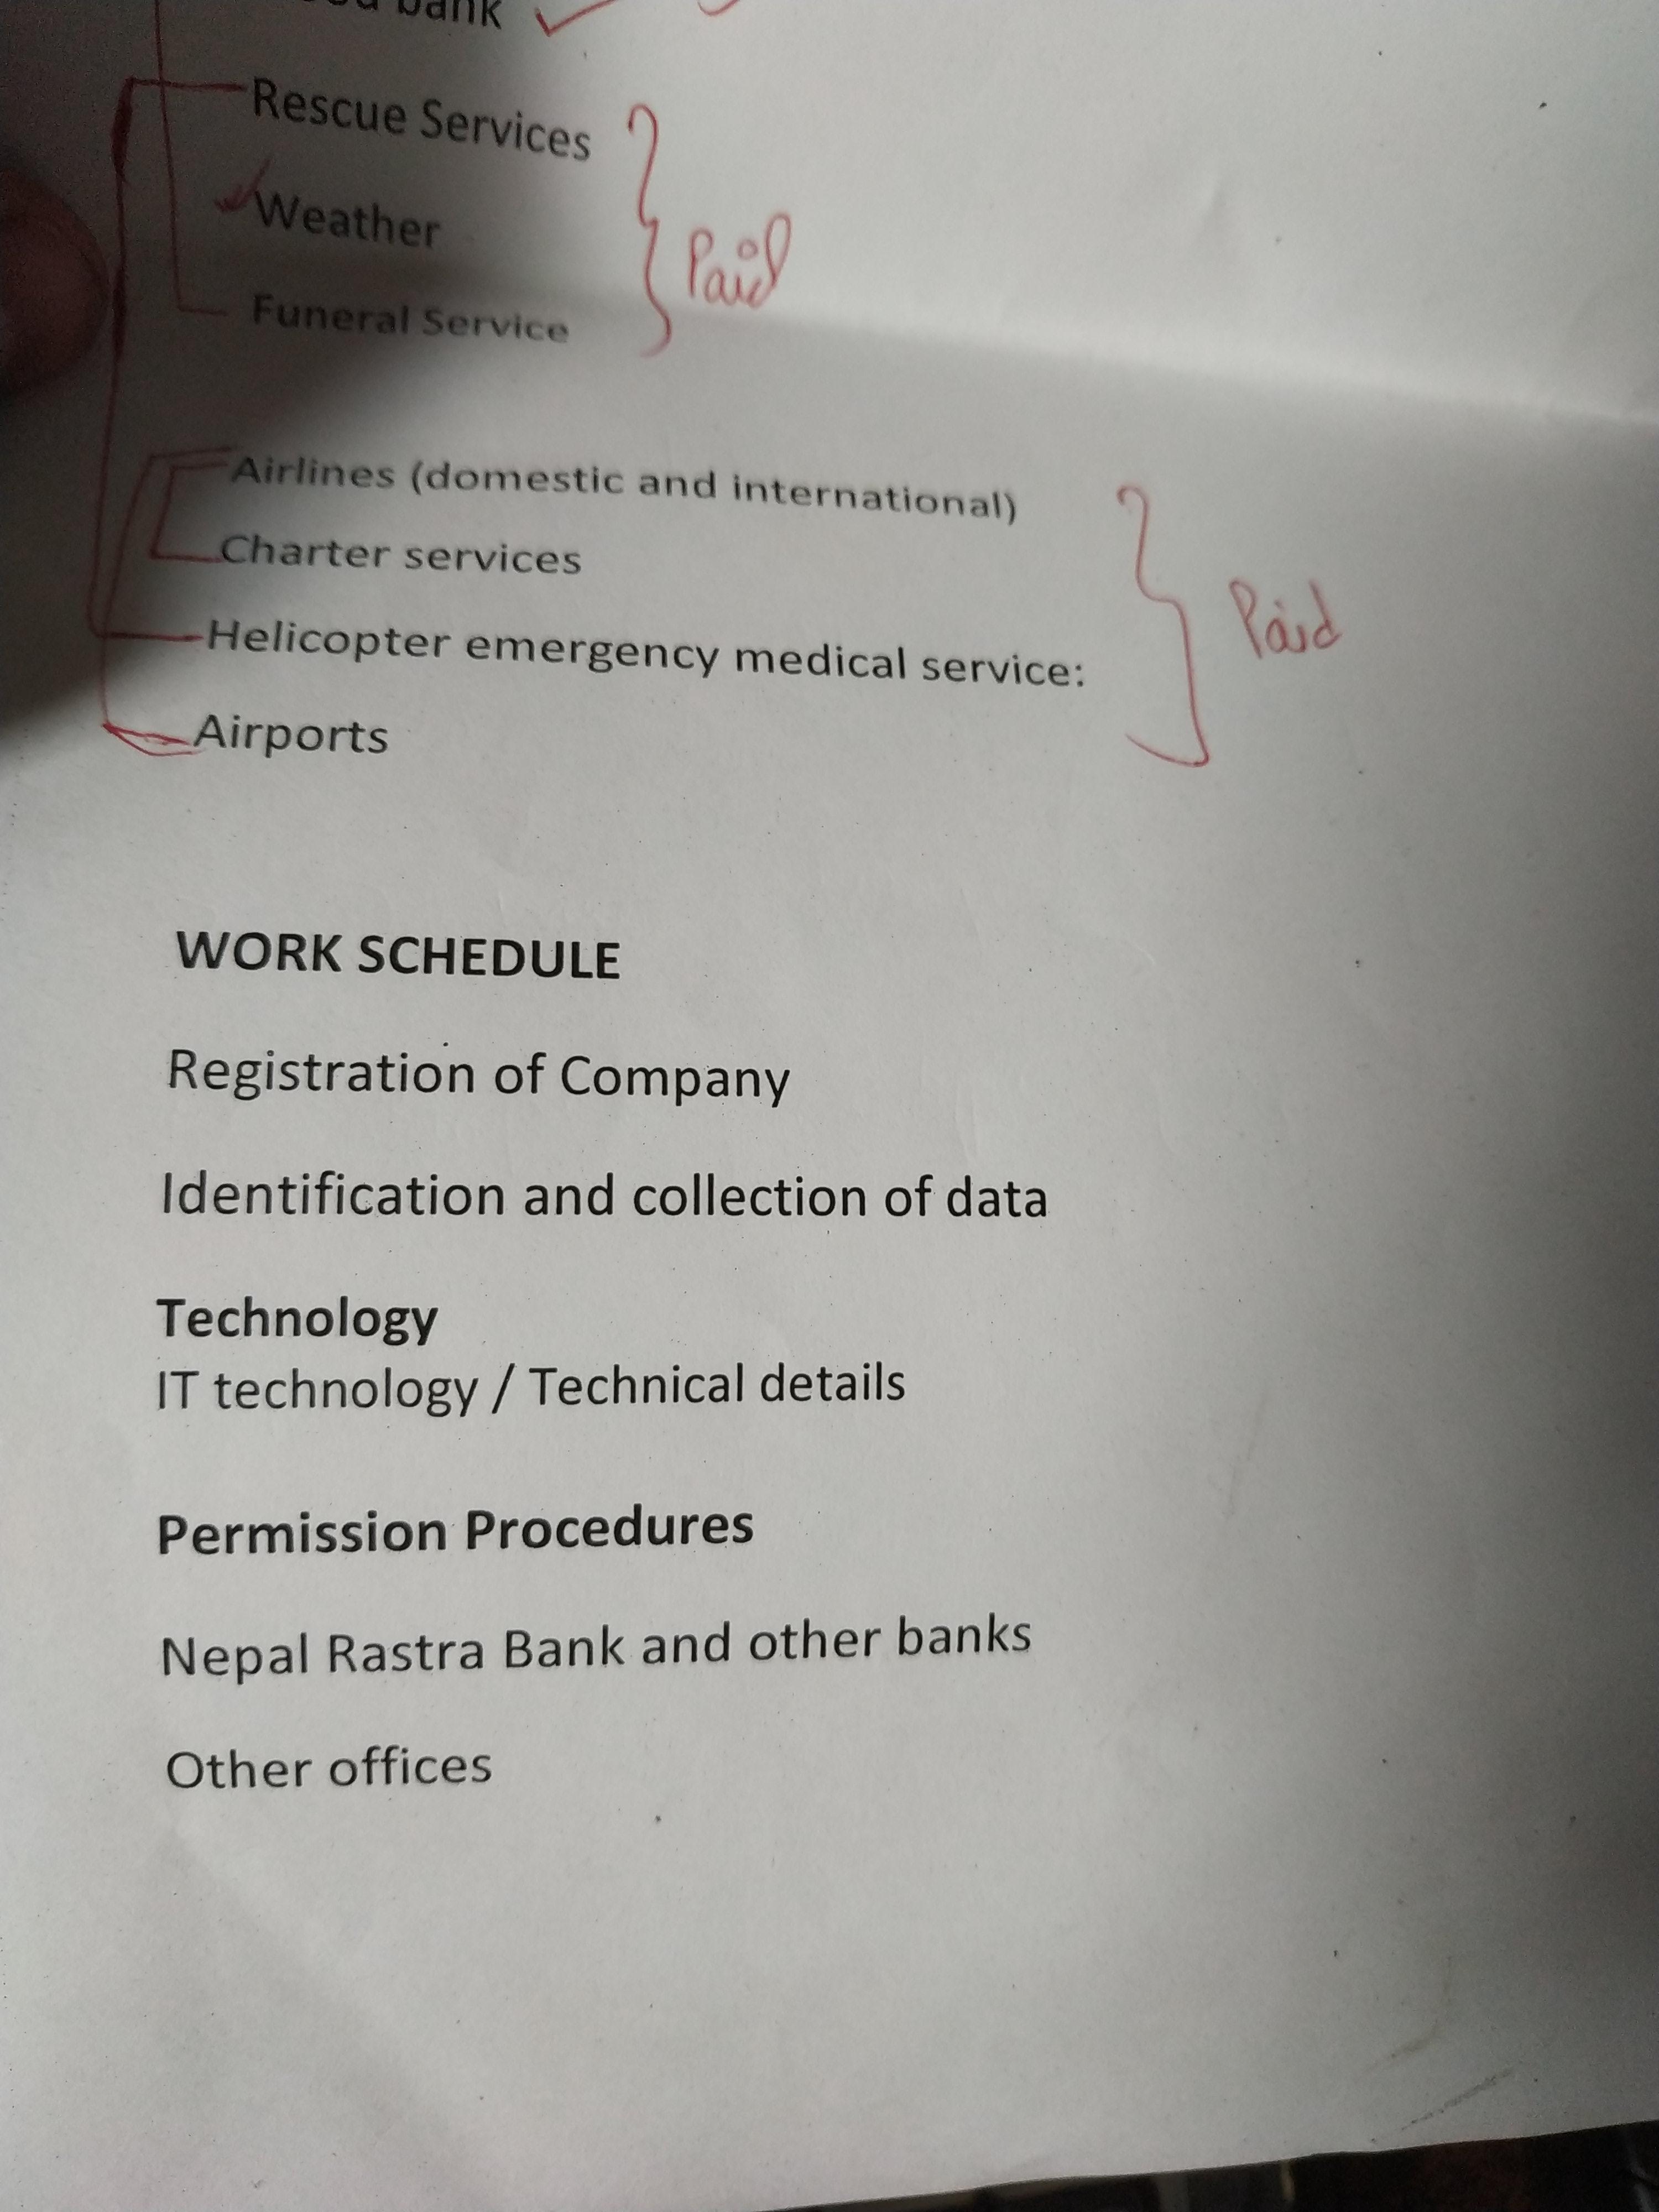 bank
Rescue Services
Weather
Funeral Service
Paid
Airlines (domestic and international)
Charter services
Helicopter emergency medical service:
Airports
Paid
WORK SCHEDULE
Registration of Company
Identification and collection of data
Technology
IT technology / Technical details
Permission Procedures
Nepal Rastra Bank and other banks
Other offices